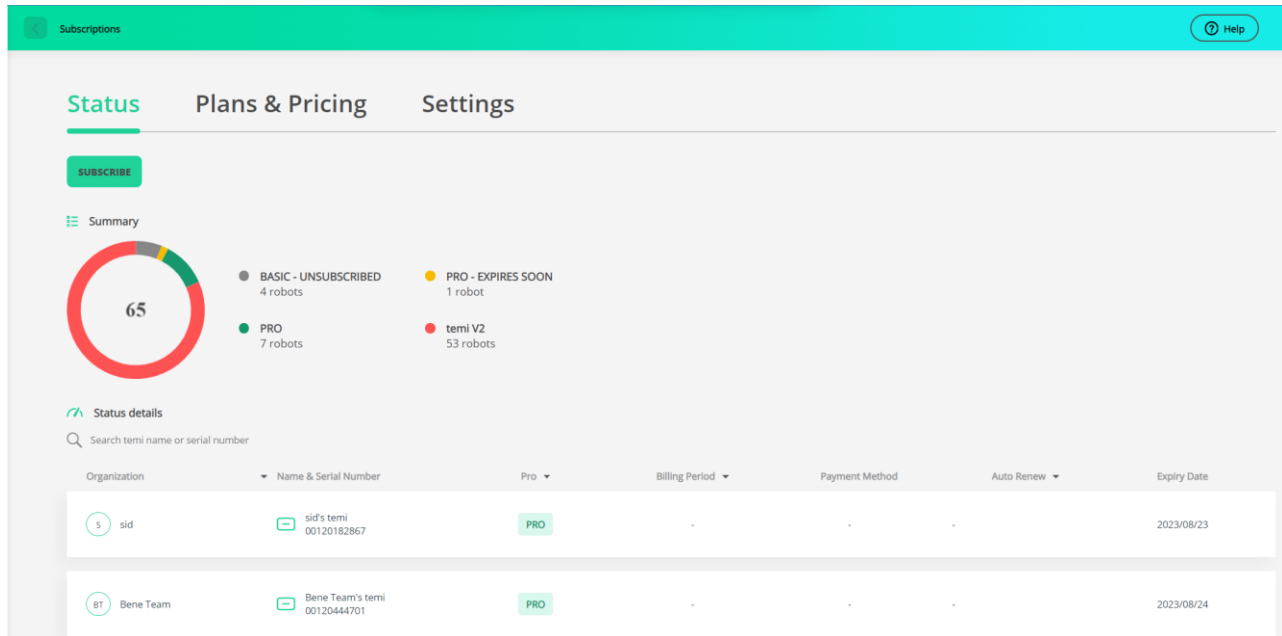 Subscriptions
Help
Status Plans & Pricing Settings
SUBSCRIBE
Summary
65
BASIC - UNSUBSCRIBED
4 robots
PRO - EXPIRES SOON
1 robot
PRO
7 robots
temi V2
53 robots
Status details
Search temi name or serial number
Organization Name & Serial Number Pro Billing Period Payment Method Auto Renew Expiry Date
S sid sid's temi PRO - - - 2023/08/23
00120182867
BT Bene Team Bene Team's temi PRO - - - 2023/08/24
00120444701